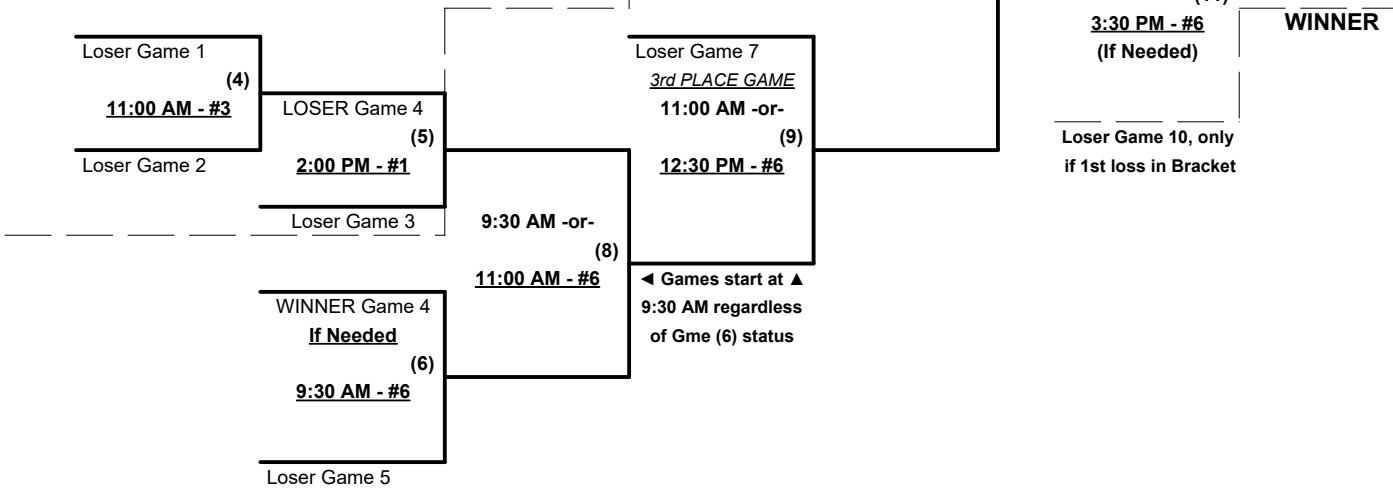 3:30 PM - #6
(If Needed)
WINNER
Loser Game 10, only
if 1st loss in Bracket
Loser Game 1
(4)
11:00 AM - #3
Loser Game 2
LOSER Game 4
(5)
2:00 PM - #1
Loser Game 3
Loser Game 7
3rd PLACE GAME
11:00 AM -or-
(9)
12:30 PM - #6
9:30 AM -or-
(8)
11:00 AM - #6
◄ Games start at ▲
9:30 AM regardless
of Gme (6) status
WINNER Game 4
If Needed
(6)
9:30 AM - #6
Loser Game 5